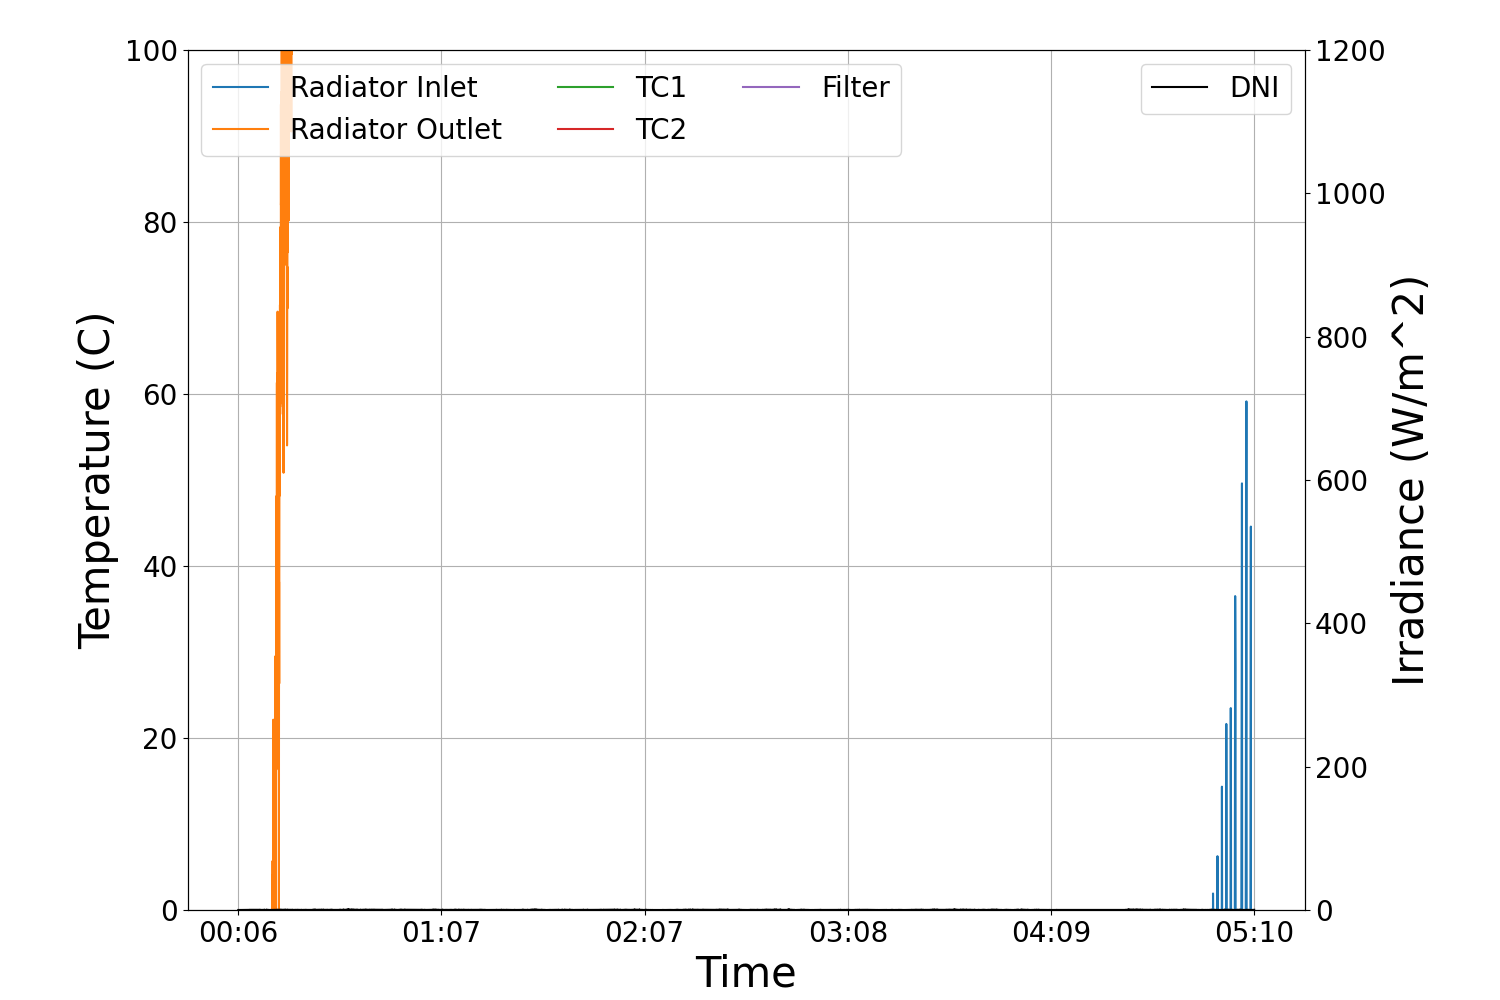 Radiator Inlet
Radiator Outlet
TC1
TC2
Filter
DNI
Temperature (C)
100
80
60
40
20
0
1200
1000
800
600
400
200
0
Irradiance (W/m^2)
00:06 01:07 02:07 03:08 04:09 05:10
Time